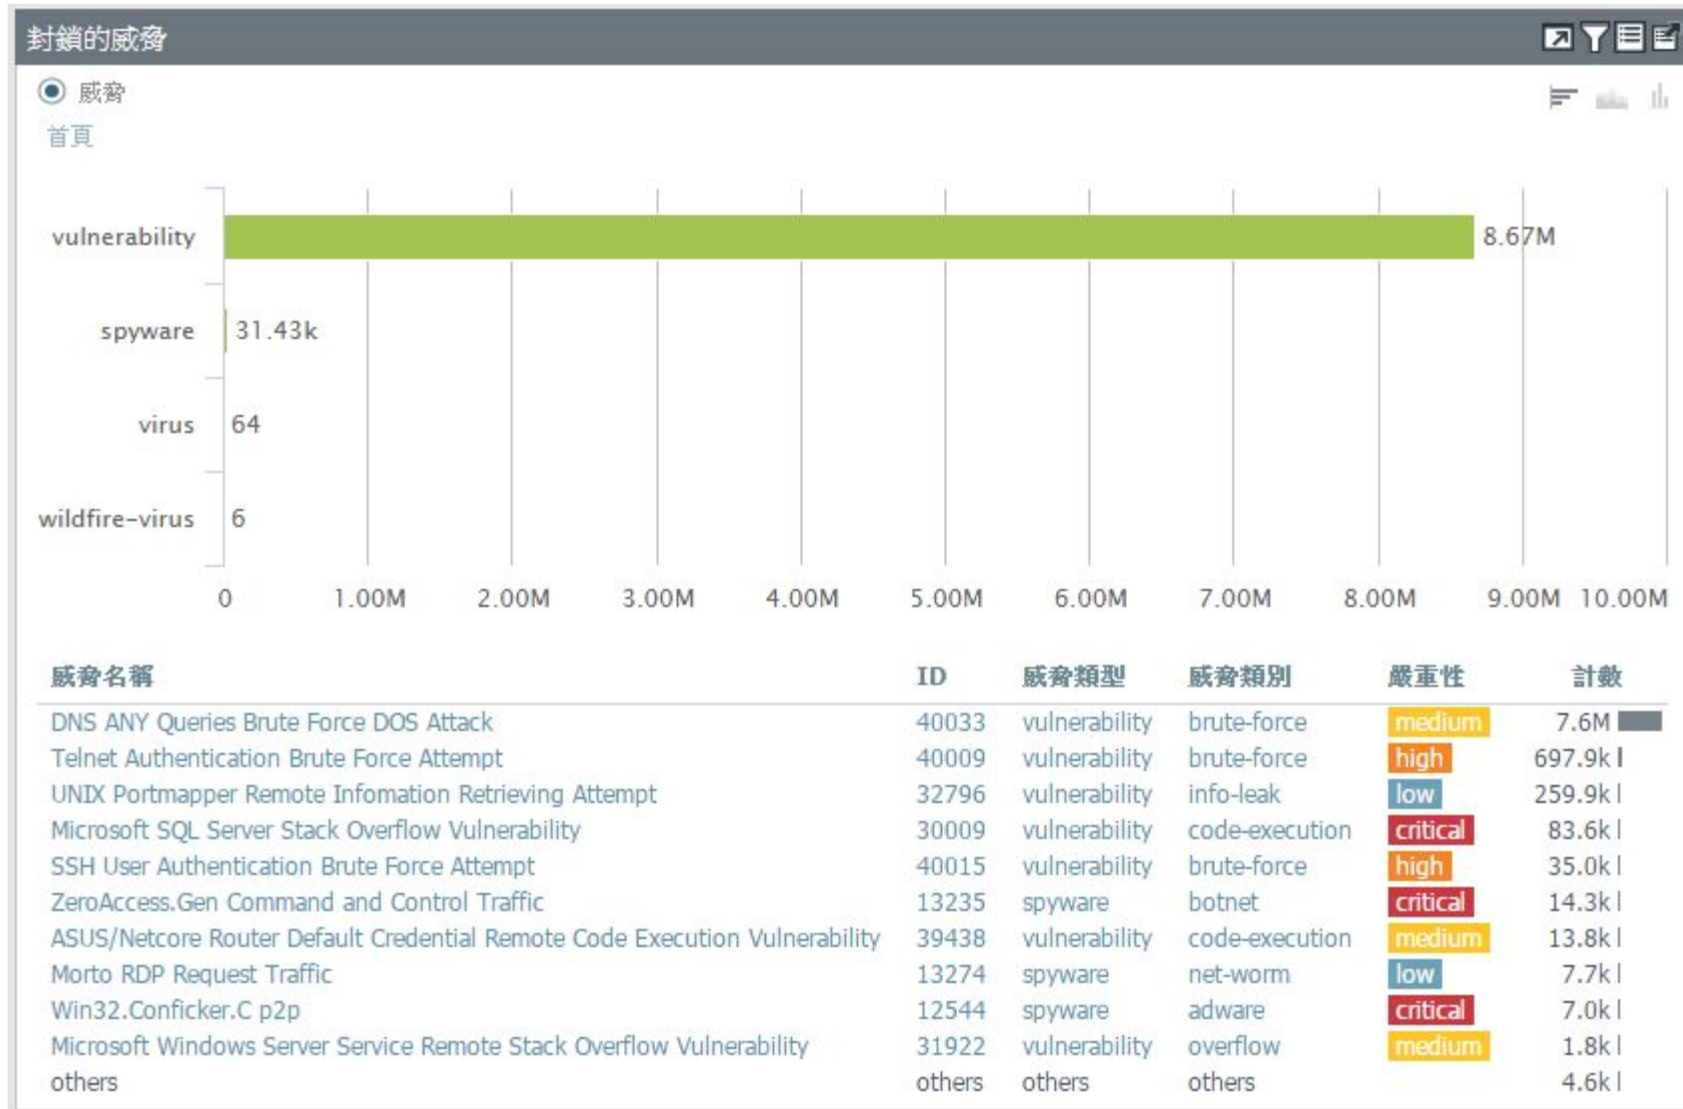 封鎖的威脅
威脅
首頁
vulnerability 8.67M
spyware 31.43k
virus 64
wildfire-virus 6
0 1.00M 2.00M 3.00M 4.00M 5.00M 6.00M 7.00M 8.00M 9.00M 10.00M
威脅名稱 ID 威脅類型 威脅類別 嚴重性 計數
DNS ANY Queries Brute Force DOS Attack 40033 vulnerability brute-force medium 7.6M
Telnet Authentication Brute Force Attempt 40009 vulnerability brute-force high 697.9k
UNIX Portmapper Remote Infomation Retrieving Attempt 32796 vulnerability info-leak low 259.9k
Microsoft SQL Server Stack Overflow Vulnerability 30009 vulnerability code-execution critical 83.6k
SSH User Authentication Brute Force Attempt 40015 vulnerability brute-force high 35.0k
ZeroAccess.Gen Command and Control Traffic 13235 spyware botnet critical 14.3k
ASUS/Netcore Router Default Credential Remote Code Execution Vulnerability 39438 vulnerability code-execution medium 13.8k
Morto RDP Request Traffic 13274 spyware net-worm low 7.7k
Win32.Conficker.C p2p 12544 spyware adware critical 7.0k
Microsoft Windows Server Service Remote Stack Overflow Vulnerability 31922 vulnerability overflow medium 1.8k
others others others others 4.6k